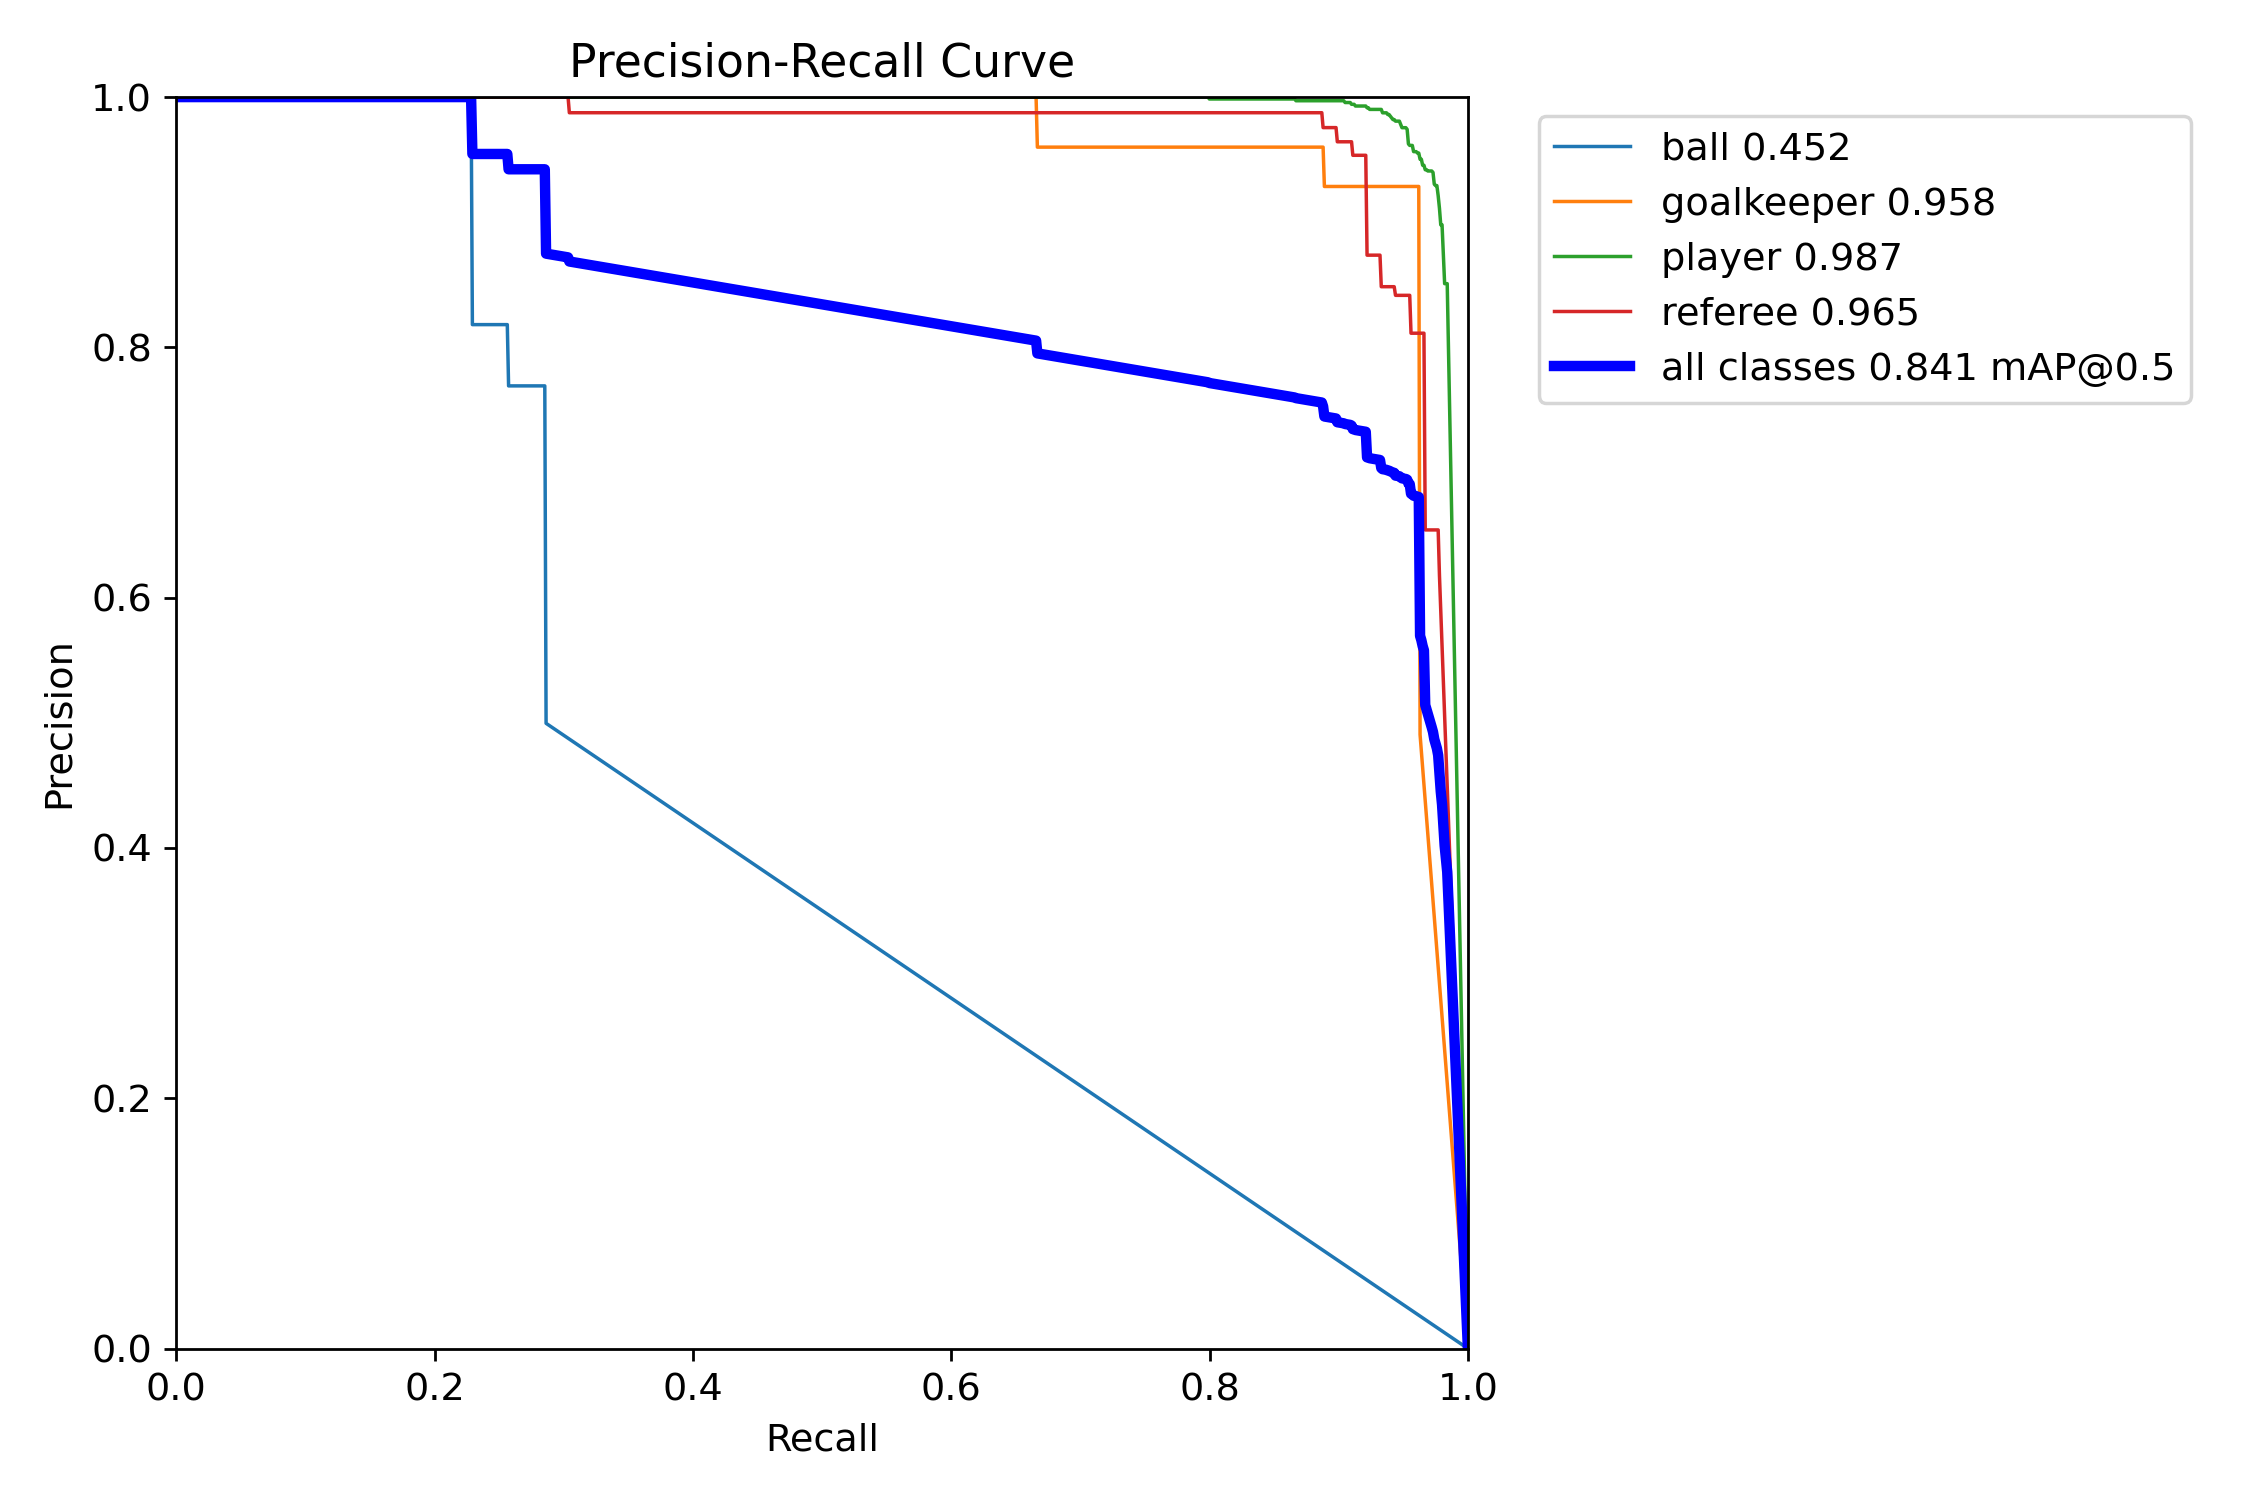 Precision-Recall Curve
1.0
0.8
0.6
0.4
0.2
0.0
Precision
0.0 0.2 0.4 0.6 0.8 1.0
Recall
ball 0.452
goalkeeper 0.958
player 0.987
referee 0.965
all classes 0.841 mAP@0.5